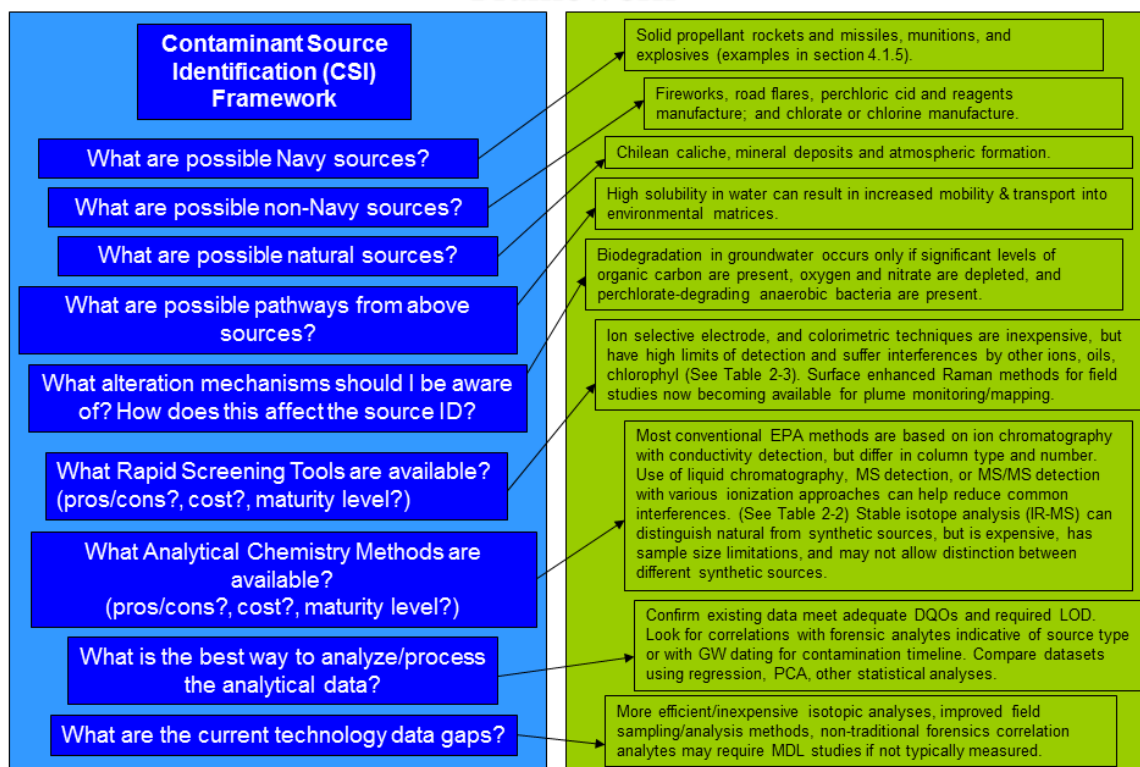 Contaminant Source
Identification (CSI)
Framework
What are possible Navy sources?
What are possible non-Navy sources?
What are possible natural sources?
What are possible pathways from above
sources?
What alteration mechanisms should I be aware
of? How does this affect the source ID?
What Rapid Screening Tools are available?
(pros/cons?, cost?, maturity level?)
What Analytical Chemistry Methods are
available?
(pros/cons?, cost?, maturity level?)
What is the best way to analyze/process
the analytical data?
What are the current technology data gaps?
Solid propellant rockets and missiles, munitions, and
explosives (examples in section 4.1.5).
Fireworks, road flares, perchloric cid and reagents
manufacture; and chlorate or chlorine manufacture.
Chilean caliche, mineral deposits and atmospheric formation.
High solubility in water can result in increased mobility & transport into
environmental matrices.
Biodegradation in groundwater occurs only if significant levels of
organic carbon are present, oxygen and nitrate are depleted, and
perchlorate-degrading anaerobic bacteria are present.
Ion selective electrode, and colorimetric techniques are inexpensive, but
have high limits of detection and suffer interferences by other ions, oils,
chlorophyl (See Table 2-3). Surface enhanced Raman methods for field
studies now becoming available for plume monitoring/mapping.
Most conventional EPA methods are based on ion chromatography
with conductivity detection, but differ in column type and number.
Use of liquid chromatography, MS detection, or MS/MS detection
with various ionization approaches can help reduce common
interferences. (See Table 2-2) Stable isotope analysis (IR-MS) can
distinguish natural from synthetic sources, but is expensive, has
sample size limitations, and may not allow distinction between
different synthetic sources.
Confirm existing data meet adequate DQOs and required LOD.
Look for correlations with forensic analytes indicative of source type
or with GW dating for contamination timeline. Compare datasets
using regression, PCA, other statistical analyses.
More efficient/inexpensive isotopic analyses, improved field
sampling/analysis methods, non-traditional forensics correlation
analytes may require MDL studies if not typically measured.